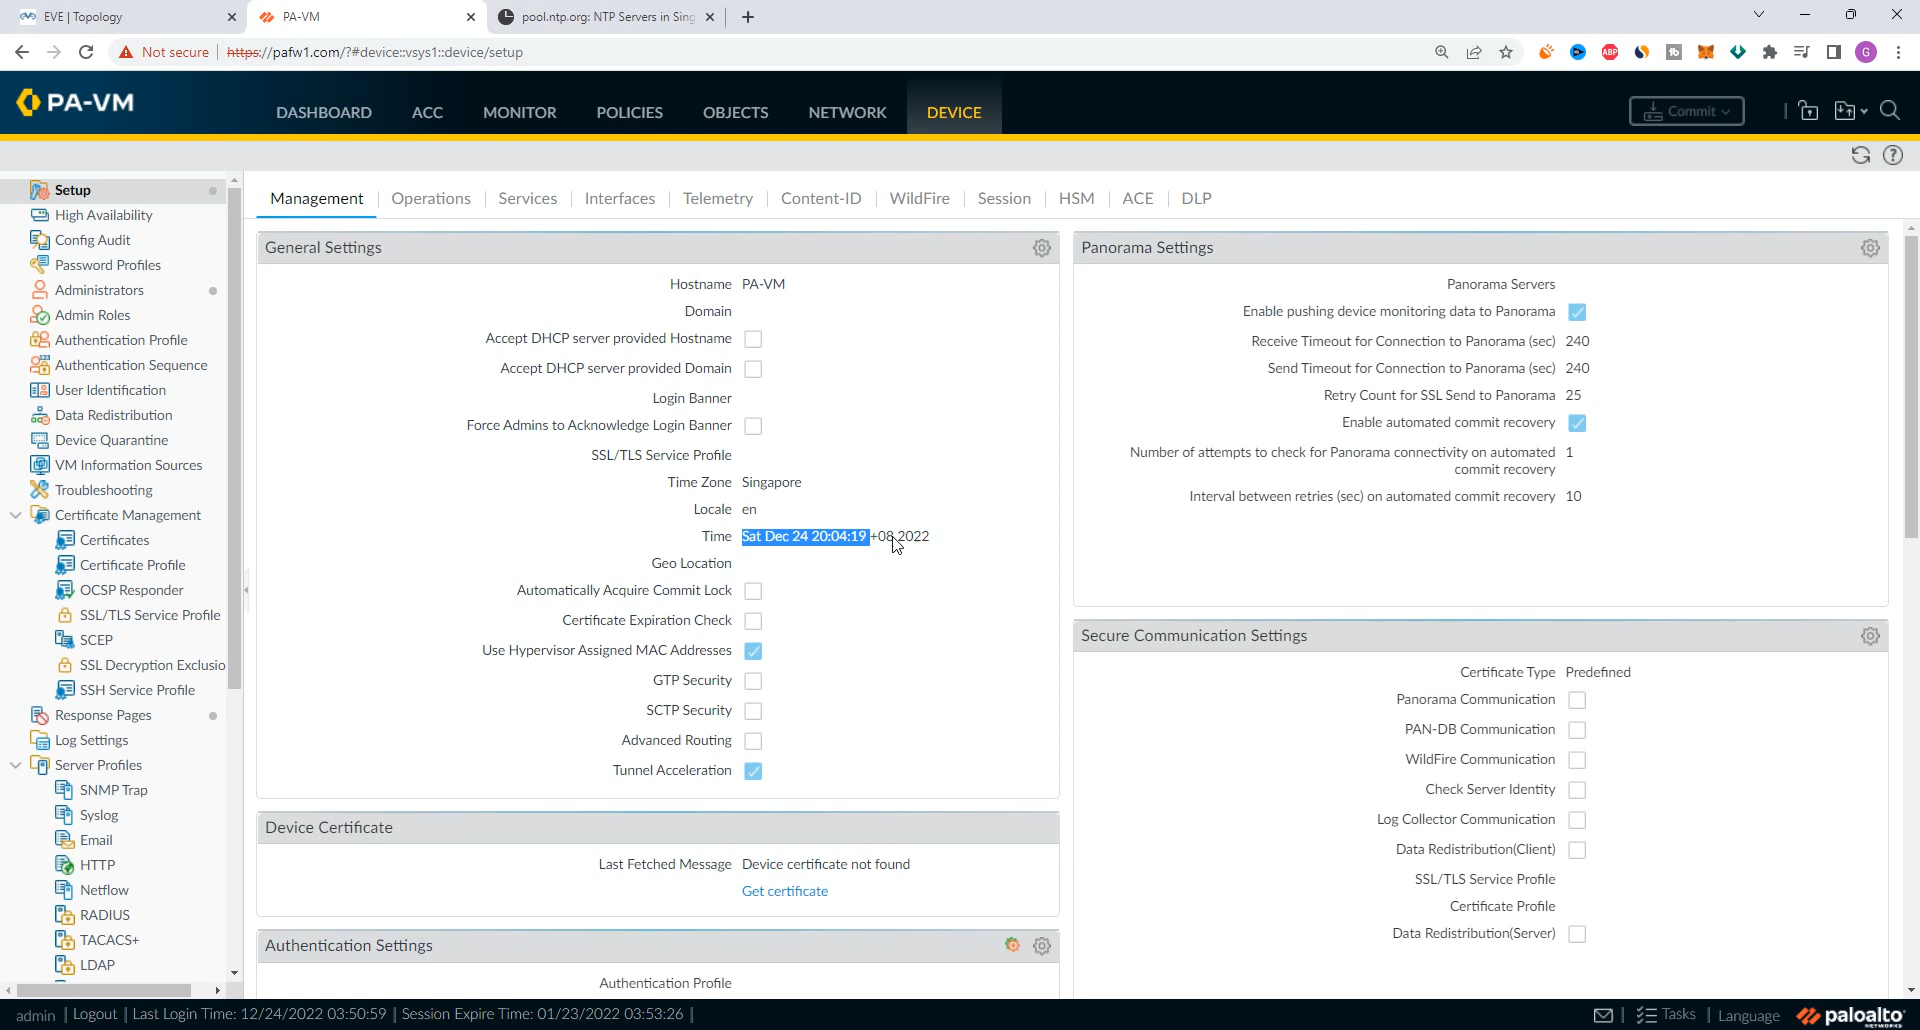 EVE | Topology
PA-VM
pool.ntp.org: NTP Servers in Sing
Not secure
https://pafw1.com/?#device::vsys1::device/setup
ABP
tb
G
PA-VM
DASHBOARD
ACC
MONITOR
POLICIES
OBJECTS
NETWORK
DEVICE
Commit
Setup
High Availability
Config Audit
Password Profiles
Administrators
Admin Roles
Authentication Profile
Authentication Sequence
User Identification
Data Redistribution
Device Quarantine
VM Information Sources
Troubleshooting
Certificate Management
Certificates
Certificate Profile
OCSP Responder
SSL/TLS Service Profile
SCEP
SSL Decryption Exclusio
SSH Service Profile
Response Pages
Log Settings
Server Profiles
SNMP Trap
Syslog
Email
HTTP
Netflow
RADIUS
TACACS+
LDAP
Management
Operations
Services
Interfaces
Telemetry
Content-ID
WildFire
Session
HSM
ACE
DLP
General Settings
Hostname PA-VM
Domain
Accept DHCP server provided Hostname
Accept DHCP server provided Domain
Login Banner
Force Admins to Acknowledge Login Banner
SSL/TLS Service Profile
Time Zone Singapore
Locale en
Time Sat Dec 24 20:04:19 +08 2022
Geo Location
Automatically Acquire Commit Lock
Certificate Expiration Check
Use Hypervisor Assigned MAC Addresses
GTP Security
SCTP Security
Advanced Routing
Tunnel Acceleration
Device Certificate
Last Fetched Message Device certificate not found
Get certificate
Authentication Settings
Authentication Profile
Panorama Settings
Panorama Servers
Enable pushing device monitoring data to Panorama
Receive Timeout for Connection to Panorama (sec) 240
Send Timeout for Connection to Panorama (sec) 240
Retry Count for SSL Send to Panorama 25
Enable automated commit recovery
Number of attempts to check for Panorama connectivity on automated 1
commit recovery
Interval between retries (sec) on automated commit recovery 10
Secure Communication Settings
Certificate Type Predefined
Panorama Communication
PAN-DB Communication
WildFire Communication
Check Server Identity
Log Collector Communication
Data Redistribution(Client)
SSL/TLS Service Profile
Certificate Profile
Data Redistribution(Server)
admin | Logout | Last Login Time: 12/24/2022 03:50:59 | Session Expire Time: 01/23/2022 03:53:26 |
Tasks | Language
paloalto
NETWORKS